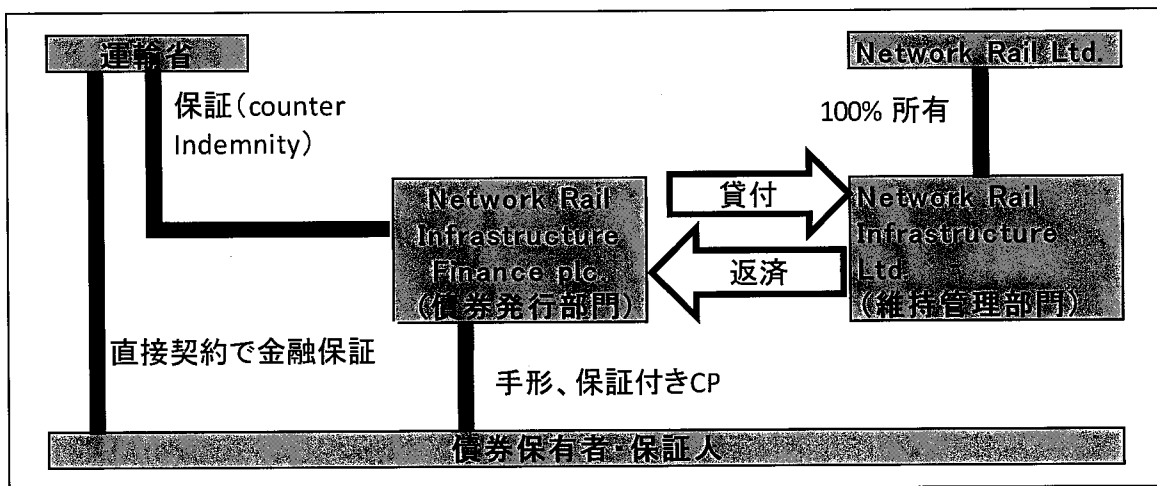 運輸省
Network Rail Ltd.
保証（counter
Indemnity）
100% 所有
Network Rail
Infrastructure
Finance plc.
（債券発行部門）
貸付
返済
Network Rail
Infrastructure
Ltd.
（維持管理部門）
直接契約で金融保証
手形、保証付きCP
債券保有者・保証人